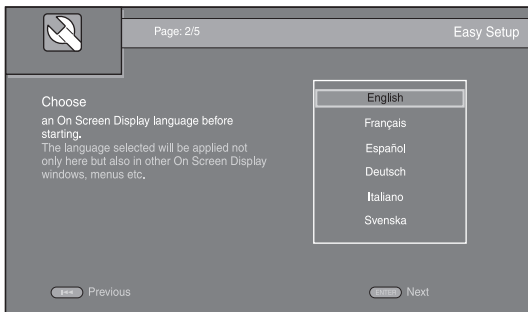 Page: 2/5
Easy Setup
Choose
an On Screen Display language before
starting.
The language selected will be applied not
only here but also in other On Screen Display
windows, menus etc.
English
Français
Español
Deutsch
Italiano
Svenska
Previous
ENTER Next